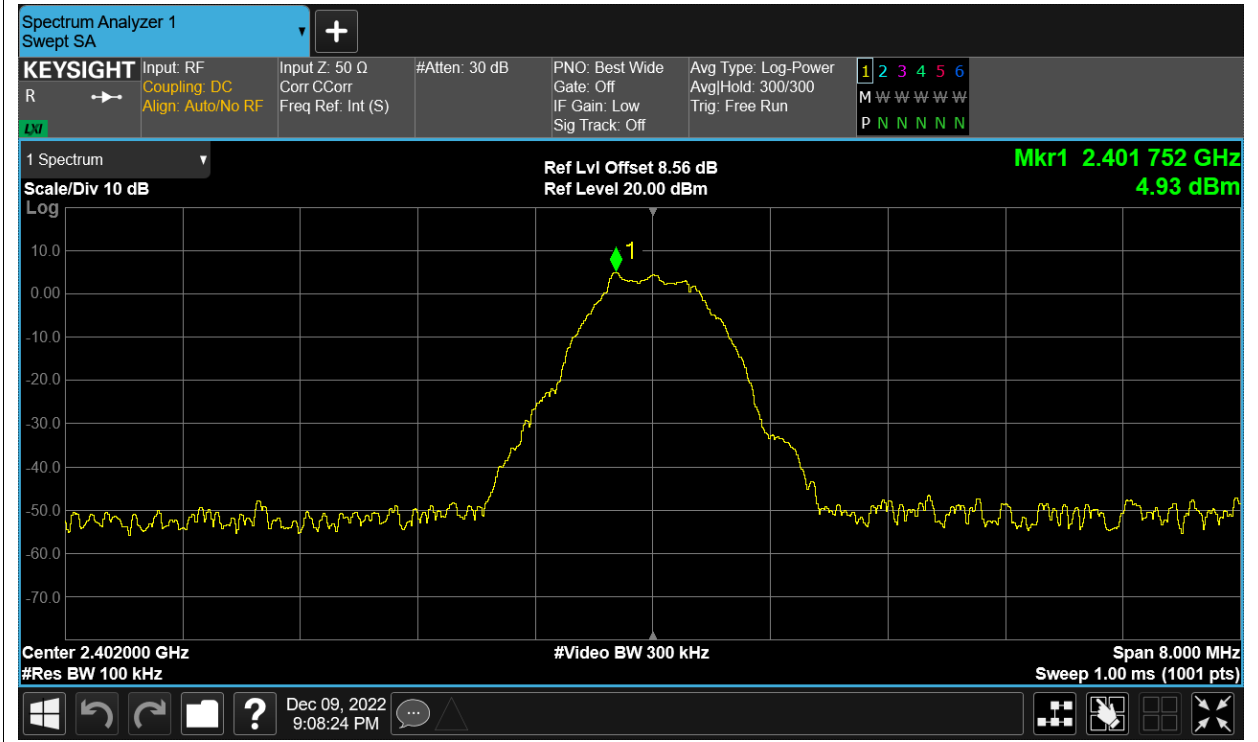 Spectrum Analyzer 1
Swept SA
KEYSIGHT
R
LXI
Input: RF
Coupling: DC
Align: Auto/No RF
Input Z: 50 Ω
Corr CCorr
Freq Ref: Int (S)
#Atten: 30 dB
PNO: Best Wide
Gate: Off
IF Gain: Low
Sig Track: Off
Avg Type: Log-Power
Avg|Hold: 300/300
Trig: Free Run
1 2 3 4 5 6
M W W W W W
P N N N N N
1 Spectrum
Scale/Div 10 dB
Log
Ref Lvl Offset 8.56 dB
Ref Level 20.00 dBm
Mkr1 2.401 752 GHz
4.93 dBm
1
10.0
0.00
-10.0
-20.0
-30.0
-40.0
-50.0
-60.0
-70.0
Center 2.402000 GHz
#Res BW 100 kHz
#Video BW 300 kHz
Span 8.000 MHz
Sweep 1.00 ms (1001 pts)
?
Dec 09, 2022
9:08:24 PM